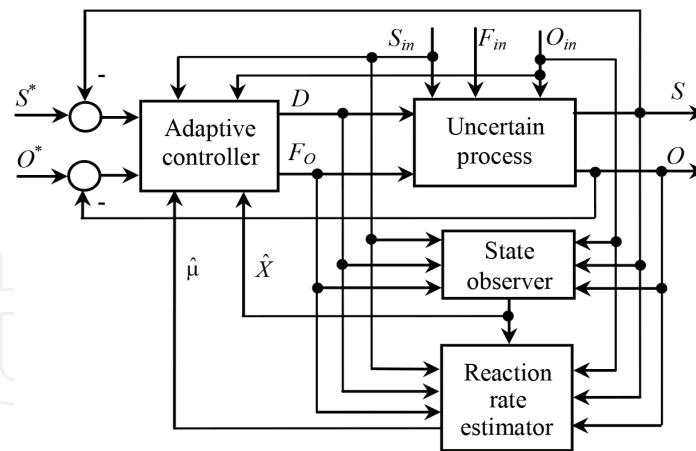 S_in F_in O_in
S* - D S
Adaptive controller
Uncertain process
O* F_O O
-
μ̂ X̂
State observer
Reaction rate estimator